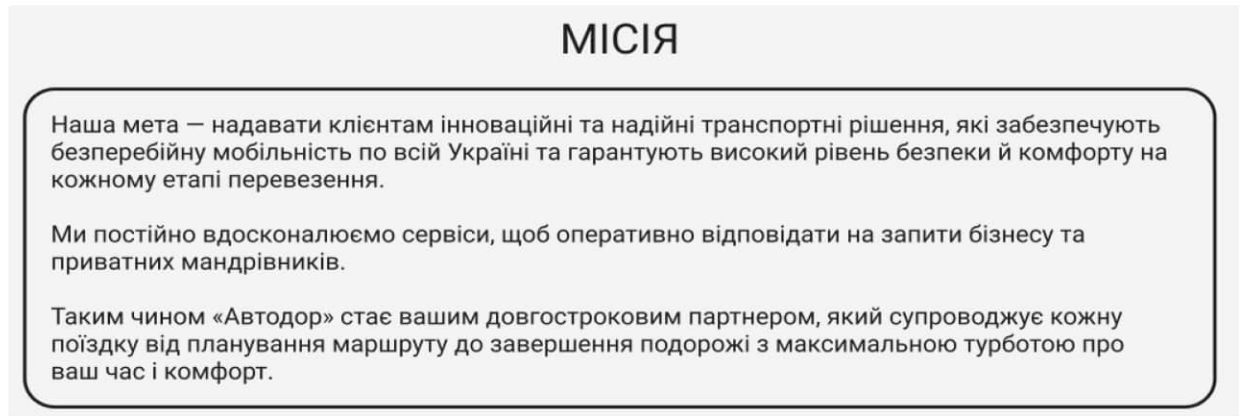 МІСІЯ
Наша мета — надавати клієнтам інноваційні та надійні транспортні рішення, які забезпечують
безперебійну мобільність по всій Україні та гарантують високий рівень безпеки й комфорту на
кожному етапі перевезення.
Ми постійно вдосконалюємо сервіси, щоб оперативно відповідати на запити бізнесу та
приватних мандрівників.
Таким чином «Автодор» стає вашим довгостроковим партнером, який супроводжує кожну
поїздку від планування маршруту до завершення подорожі з максимальною турботою про
ваш час і комфорт.